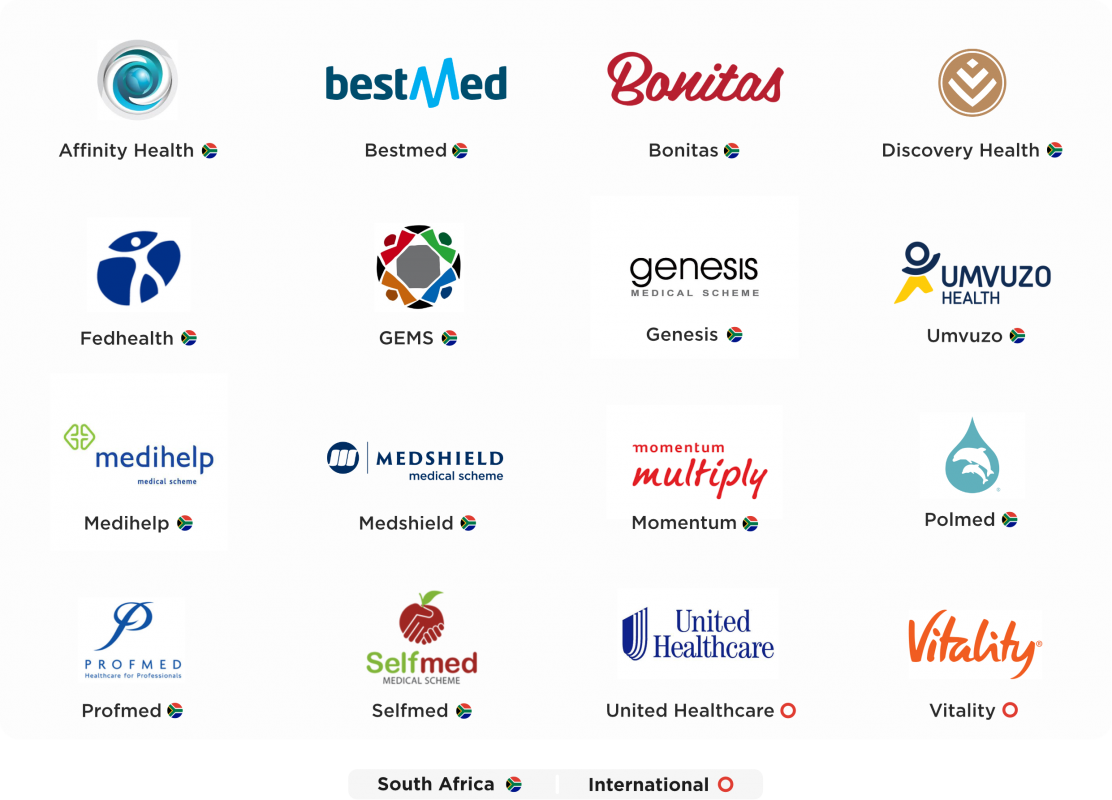 bestMed
Bonitas
Affinity Health
Bestmed
Bonitas
Discovery Health
genesis
MEDICAL SCHEME
UMVUZO
HEALTH
Fedhealth
GEMS
Genesis
Umvuzo
medihelp
medical scheme
MEDSHIELD
medical scheme
momentum
multiply
®
Medihelp
Medshield
Momentum
Polmed
PROFMED
Healthcare for Professionals
Selfmed
MEDICAL SCHEME
United
Healthcare
Vitality®
Profmed
Selfmed
United Healthcare
Vitality
South Africa
International